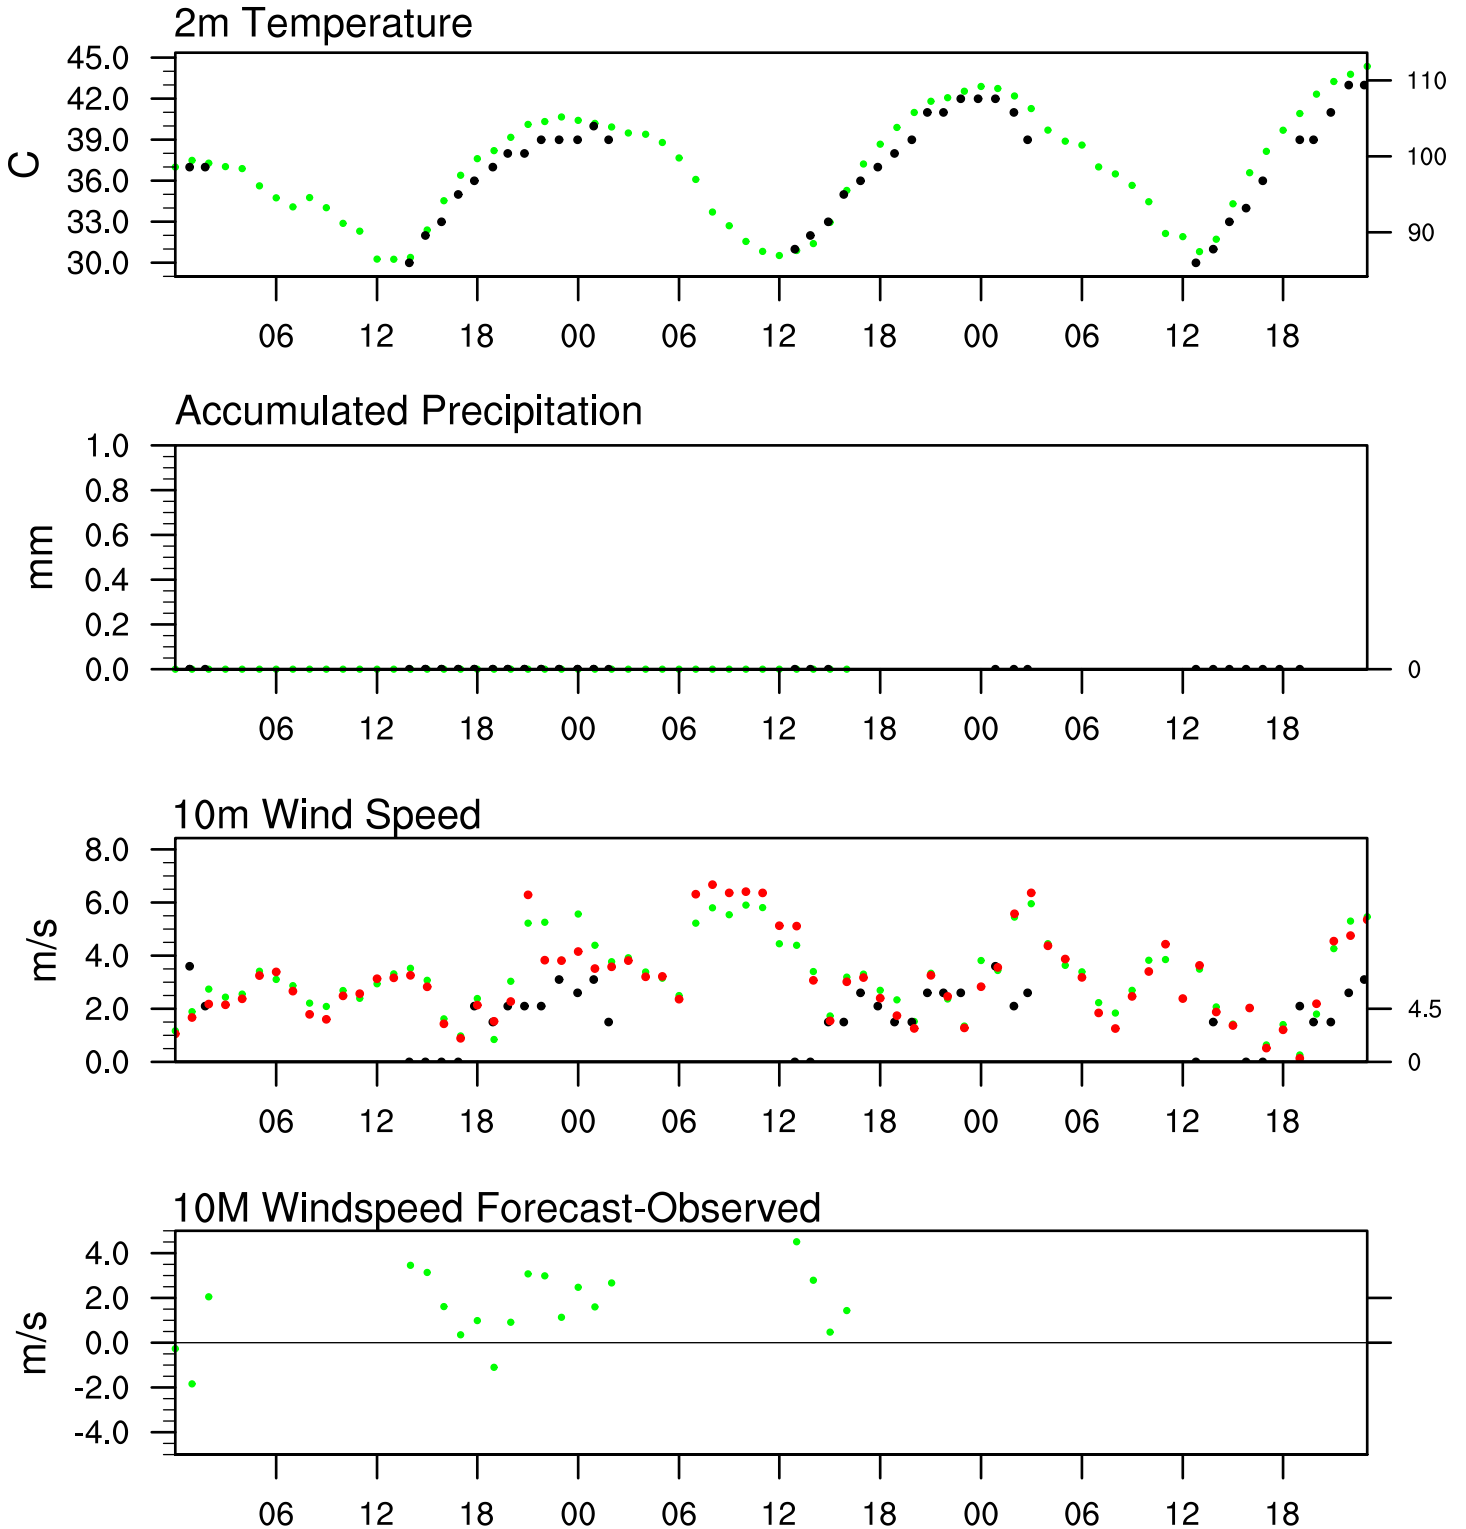 2m Temperature
45.0
42.0
39.0
36.0
33.0
30.0
C
110
100
90
06 12 18 00 06 12 18 00 06 12 18
Accumulated Precipitation
1.0
0.8
0.6
0.4
0.2
0.0
mm
0
06 12 18 00 06 12 18 00 06 12 18
10m Wind Speed
8.0
6.0
4.0
2.0
0.0
m/s
4.5
0
06 12 18 00 06 12 18 00 06 12 18
10M Windspeed Forecast-Observed
4.0
2.0
0.0
-2.0
-4.0
m/s
06 12 18 00 06 12 18 00 06 12 18